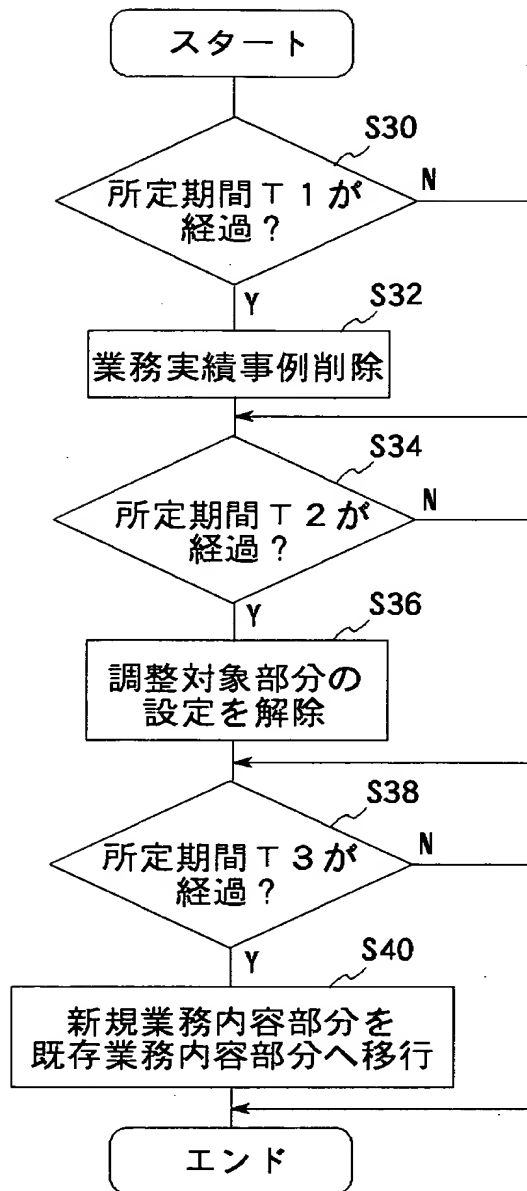 スタート
S30
所定期間T1が
経過?
N
Y
S32
業務実績事例削除
S34
所定期間T2が
経過?
N
Y
S36
調整対象部分の
設定を解除
S38
所定期間T3が
経過?
N
Y
S40
新規業務内容部分を
既存業務内容部分へ移行
エンド